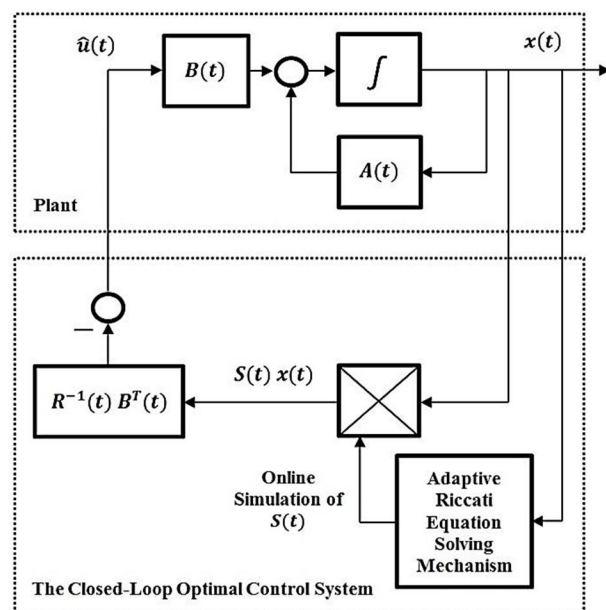 û(t)
B(t)
∫
x(t)
A(t)
Plant
−
R⁻¹(t) Bᵀ(t)
S(t) x(t)
Online
Simulation of
S(t)
Adaptive
Riccati
Equation
Solving
Mechanism
The Closed-Loop Optimal Control System